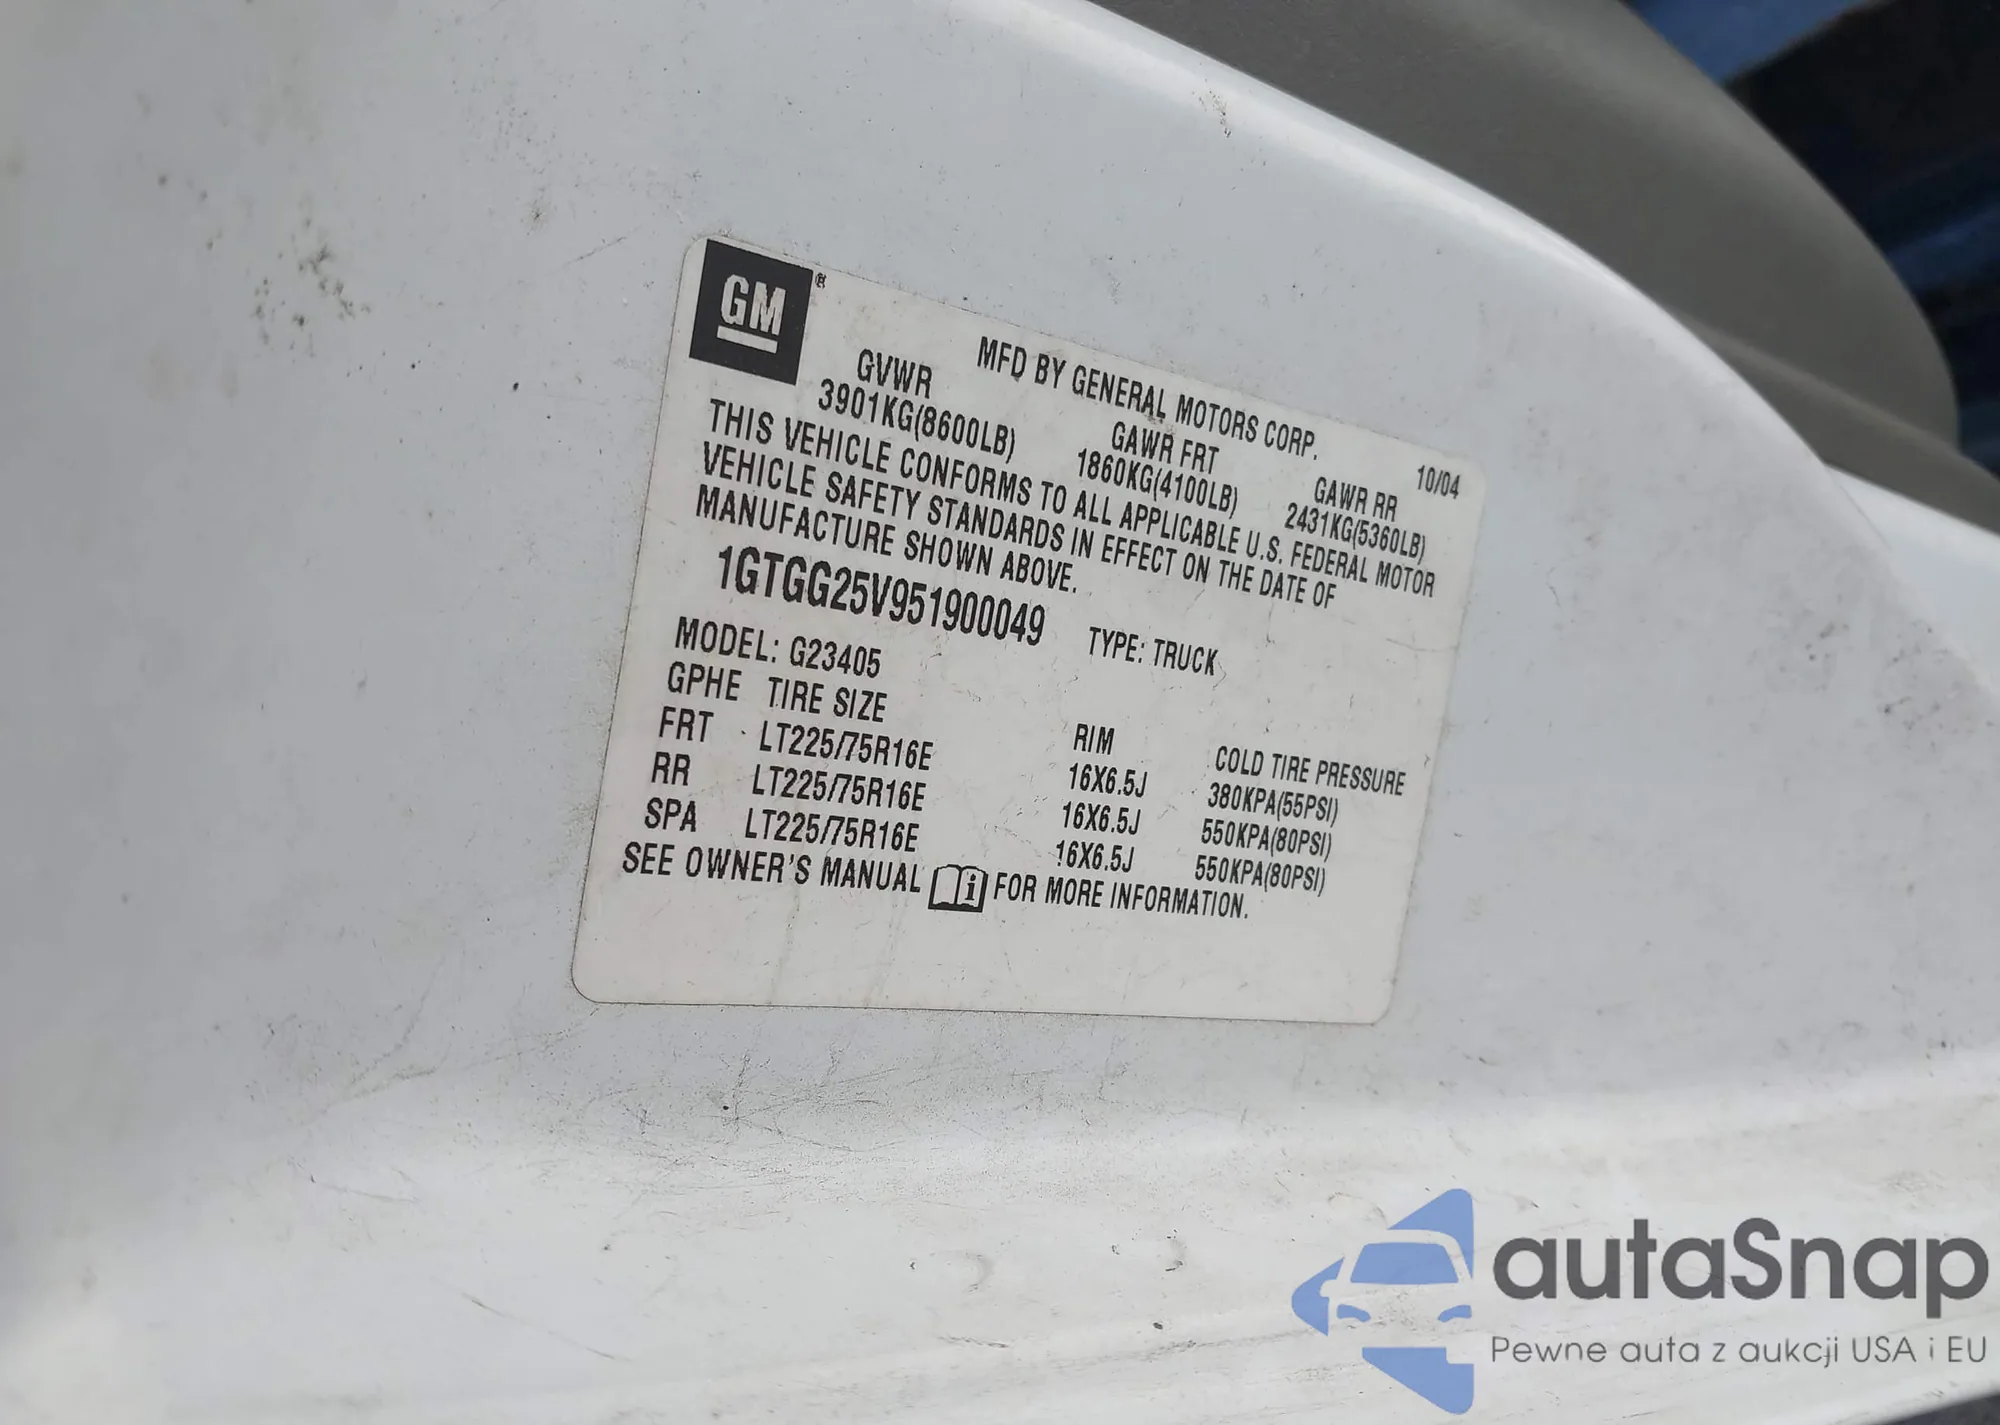 GM
MFD BY GENERAL MOTORS CORP.
10/04
GVWR GAWR FRT GAWR RR
3901KG(8600LB) 1860KG(4100LB) 2431KG(5360LB)
THIS VEHICLE CONFORMS TO ALL APPLICABLE U.S. FEDERAL MOTOR
VEHICLE SAFETY STANDARDS IN EFFECT ON THE DATE OF
MANUFACTURE SHOWN ABOVE.
1GTGG25V951900049 TYPE: TRUCK
MODEL: G23405
GPHE TIRE SIZE RIM COLD TIRE PRESSURE
FRT LT225/75R16E 16X6.5J 380KPA(55PSI)
RR LT225/75R16E 16X6.5J 550KPA(80PSI)
SPA LT225/75R16E 16X6.5J 550KPA(80PSI)
SEE OWNER'S MANUAL i FOR MORE INFORMATION.
autaSnap
Pewne auta z aukcji USA i EU